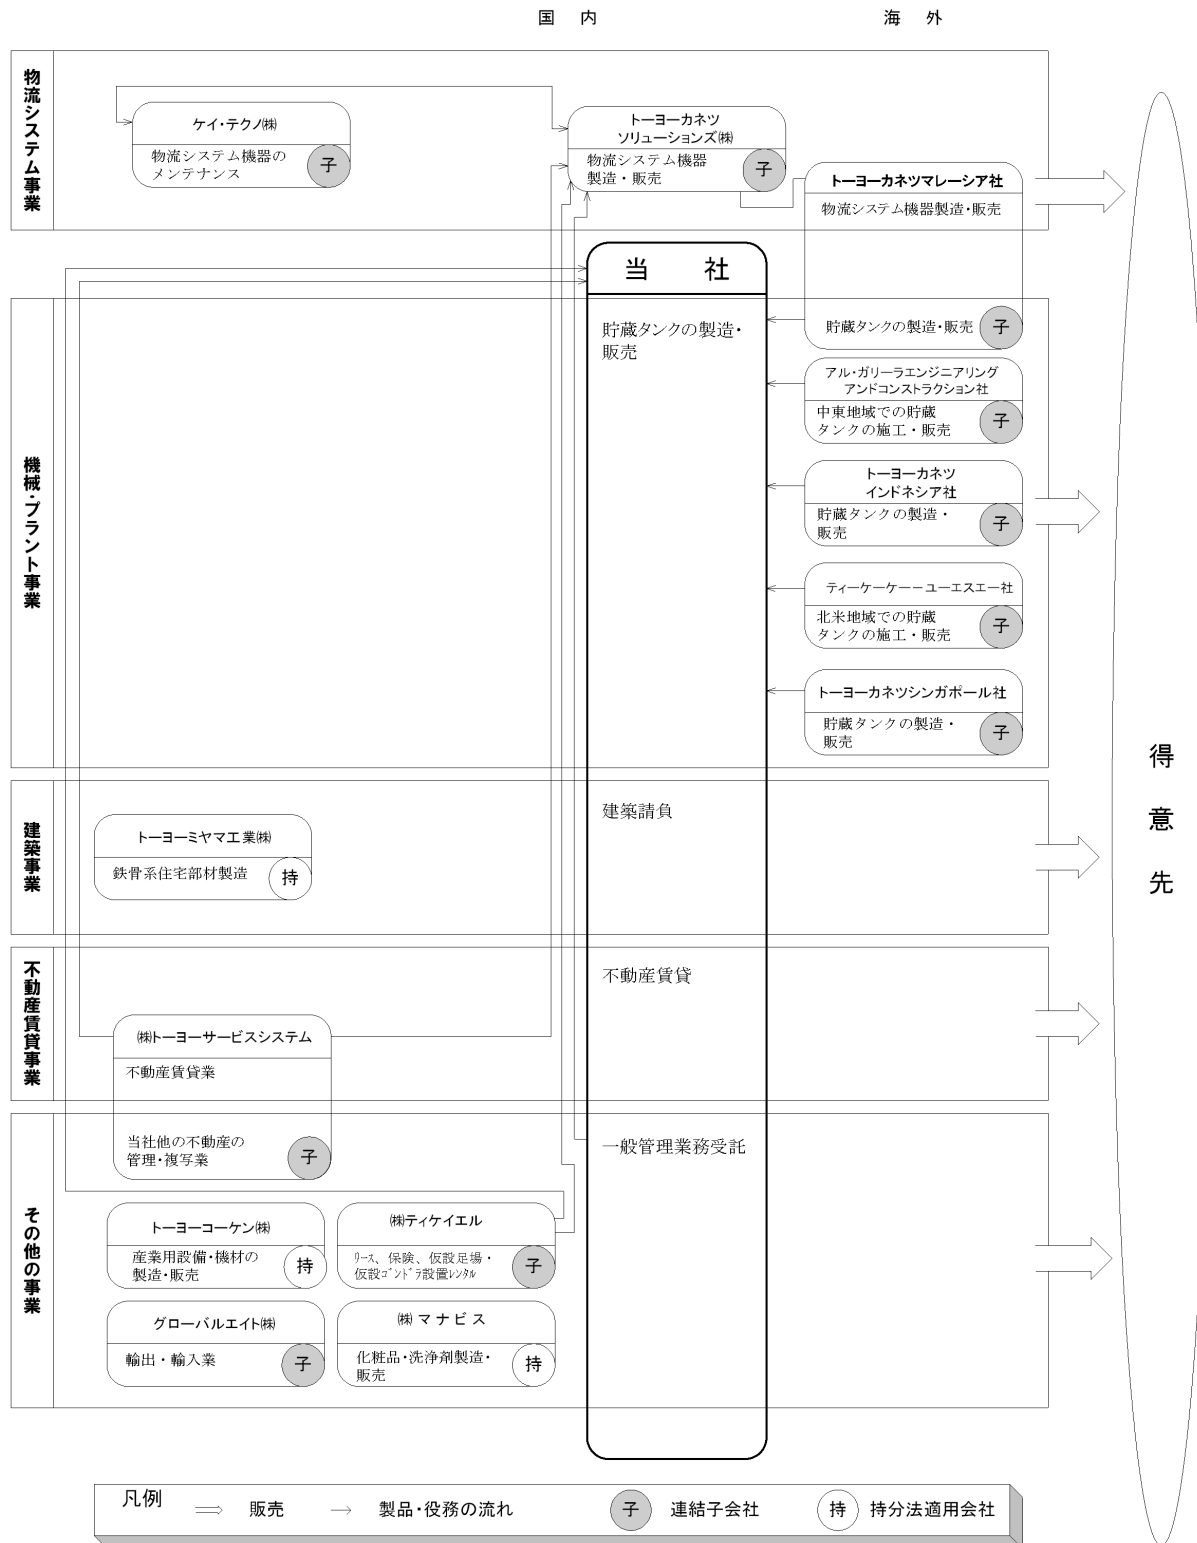 国　内
海　外
物流システム事業
ケイ・テクノ㈱
物流システム機器の
メンテナンス
子
トーヨーカネツ
ソリューションズ㈱
物流システム機器
製造・販売
子
トーヨーカネツマレーシア社
物流システム機器製造・販売
当　社
機械・プラント事業
貯蔵タンクの製造・
販売
貯蔵タンクの製造・販売
子
アル・ガリーラエンジニアリング
アンドコンストラクション社
中東地域での貯蔵
タンクの施工・販売
子
トーヨーカネツ
インドネシア社
貯蔵タンクの製造・
販売
子
ティーケーケーーユーエスエー社
北米地域での貯蔵
タンクの施工・販売
子
トーヨーカネツシンガポール社
貯蔵タンクの製造・
販売
子
得意先
建築事業
トーヨーミヤマ工業㈱
鉄骨系住宅部材製造
持
建築請負
不動産賃貸事業
㈱トーヨーサービスシステム
不動産賃貸業
不動産賃貸
その他の事業
当社他の不動産の
管理・複写業
子
一般管理業務受託
トーヨーコーケン㈱
産業用設備・機材の
製造・販売
持
㈱ティケイエル
ﾘｰｽ、保険、仮設足場・
仮設ｺﾞﾝﾄﾞﾗ設置ﾚﾝﾀﾙ
子
グローバルエイト㈱
輸出・輸入業
子
㈱ マ ナ ビ ス
化粧品・洗浄剤製造・
販売
持
凡例
販売
製品・役務の流れ
子
連結子会社
持
持分法適用会社